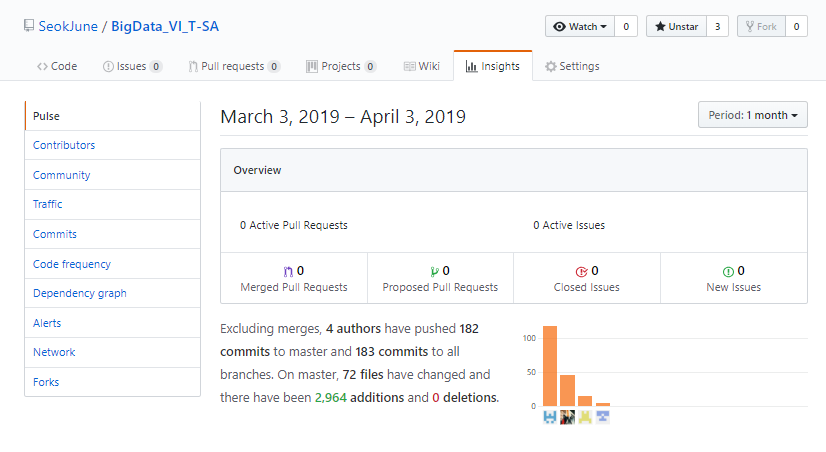 SeokJune / BigData_VI_T-SA
Watch 0 Unstar 3 Fork 0
Code Issues 0 Pull requests 0 Projects 0 Wiki Insights Settings
Pulse
Contributors
Community
Traffic
Commits
Code frequency
Dependency graph
Alerts
Network
Forks
March 3, 2019 – April 3, 2019
Period: 1 month
Overview
0 Active Pull Requests
0 Active Issues
0
Merged Pull Requests
0
Proposed Pull Requests
0
Closed Issues
0
New Issues
Excluding merges, 4 authors have pushed 182
commits to master and 183 commits to all
branches. On master, 72 files have changed and
there have been 2,964 additions and 0 deletions.
100
50
0